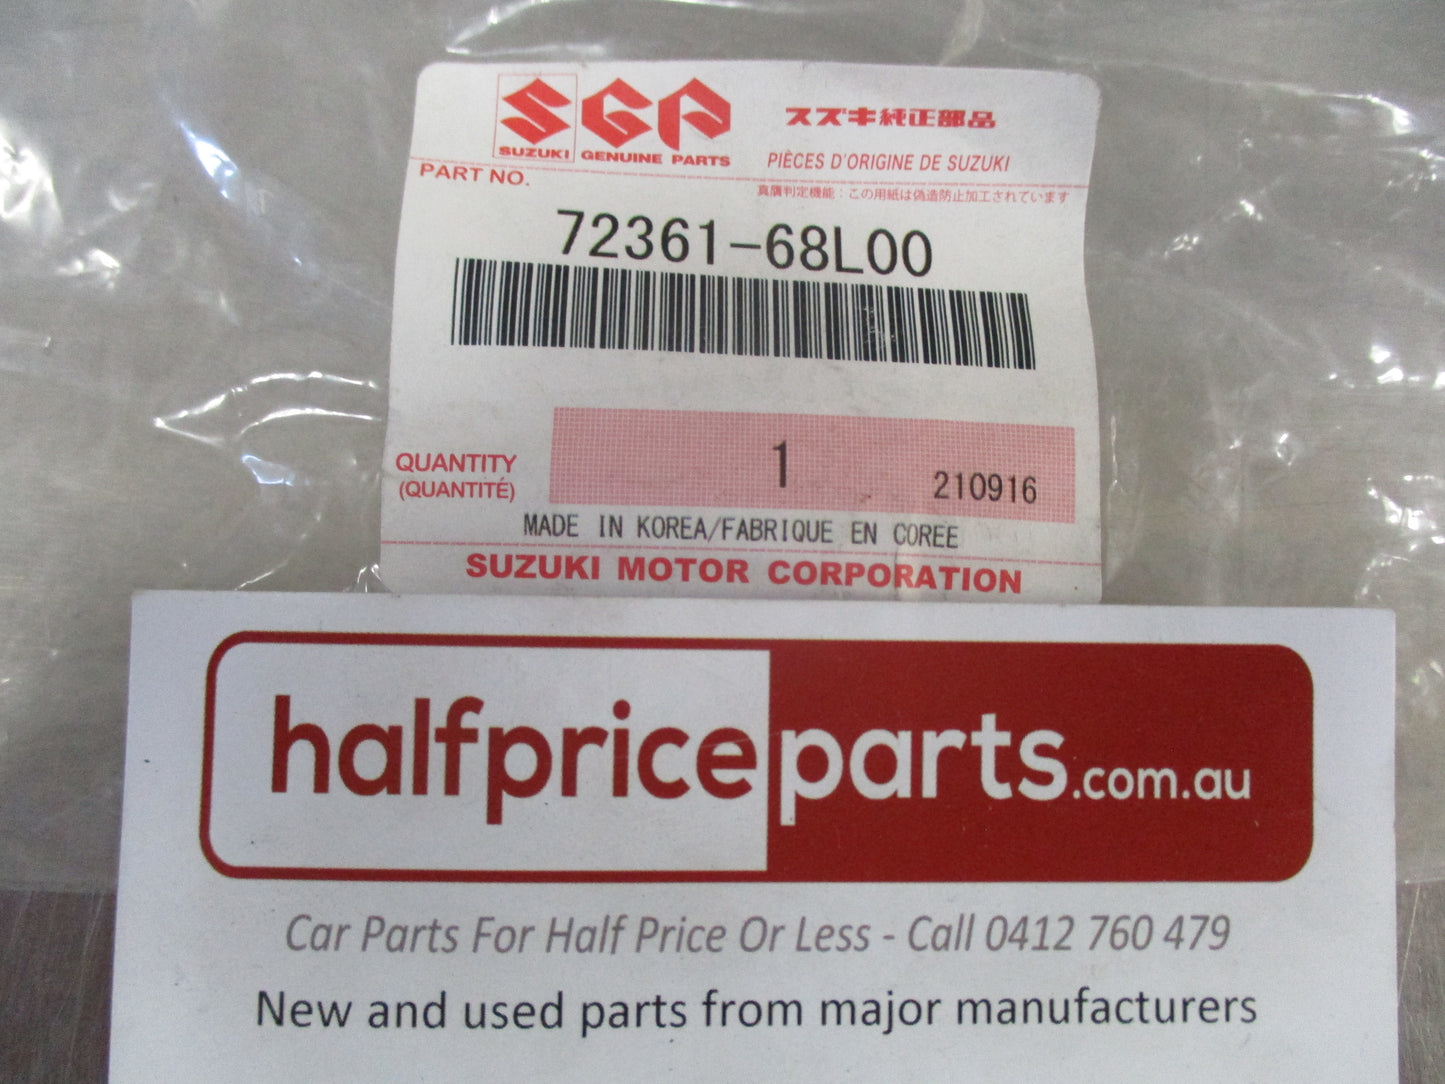 SGP
スズキ純正部品
SUZUKI GENUINE PARTS
PIÈCES D'ORIGINE DE SUZUKI
PART NO.
真贋判定機能：この用紙は偽造防止加工されています
72361-68L00
QUANTITY
(QUANTITÉ)
1
210916
MADE IN KOREA/FABRIQUE EN COREE
SUZUKI MOTOR CORPORATION
halfpriceparts.com.au
Car Parts For Half Price Or Less - Call 0412 760 479
New and used parts from major manufacturers